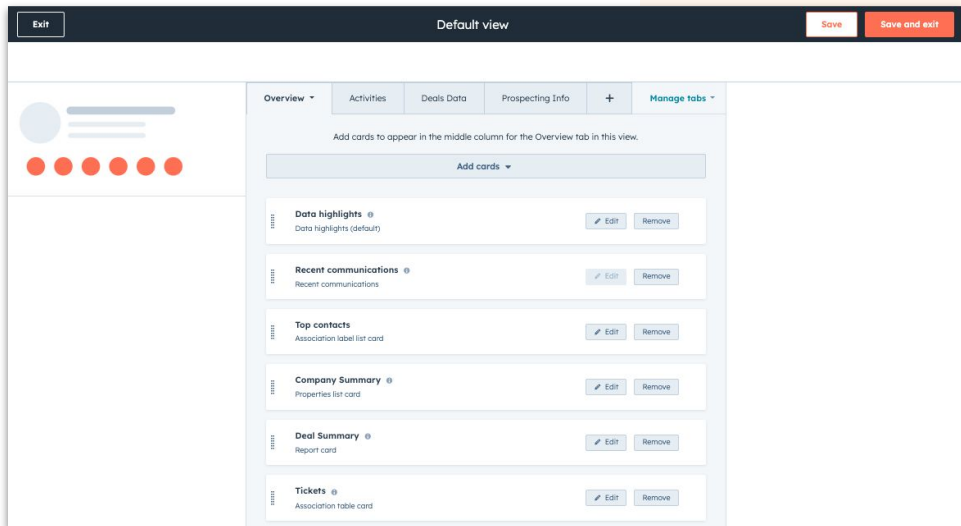 Exit
Default view
Save
Save and exit
Overview
Activities
Deals Data
Prospecting Info
+
Manage tabs
Add cards to appear in the middle column for the Overview tab in this view.
Add cards
Data highlights
Data highlights (default)
Edit
Remove
Recent communications
Recent communications
Edit
Remove
Top contacts
Association label list card
Edit
Remove
Company Summary
Properties list card
Edit
Remove
Deal Summary
Report card
Edit
Remove
Tickets
Association table card
Edit
Remove